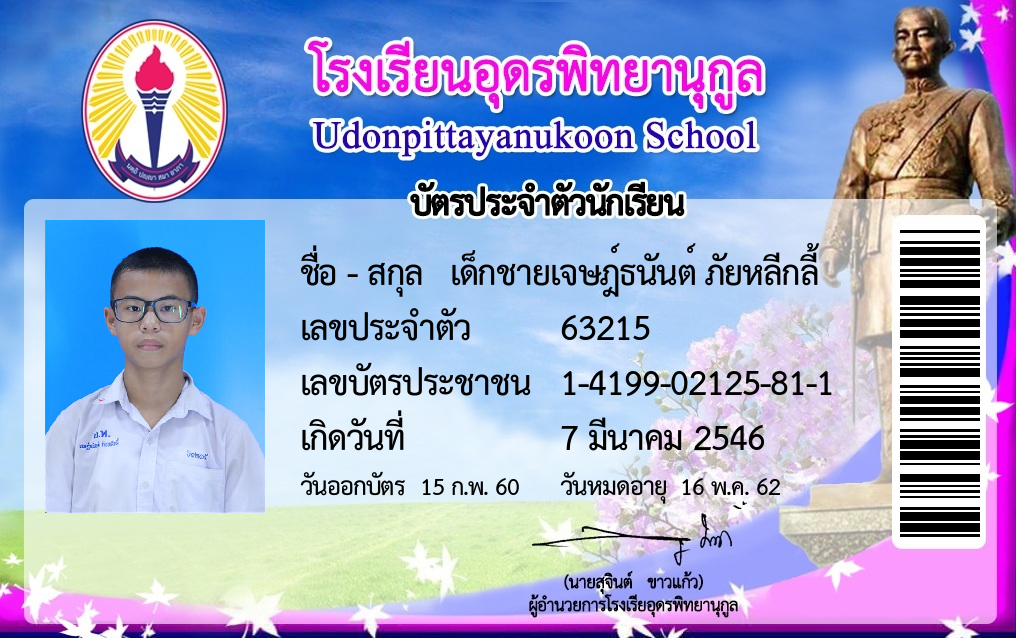 โรงเรียนอุดรพิทยานุกูล
Udonpittayanukoon School
บัตรประจำตัวนักเรียน
ชื่อ - สกุล เด็กชายเจษฎ์ธนันต์ ภัยหลีกลี้
เลขประจำตัว 63215
เลขบัตรประชาชน 1-4199-02125-81-1
เกิดวันที่ 7 มีนาคม 2546
วันออกบัตร 15 ก.พ. 60 วันหมดอายุ 16 พ.ค. 62
(นายสุจินต์ ขาวแก้ว)
ผู้อำนวยการโรงเรียอุดรพิทยานุกูล